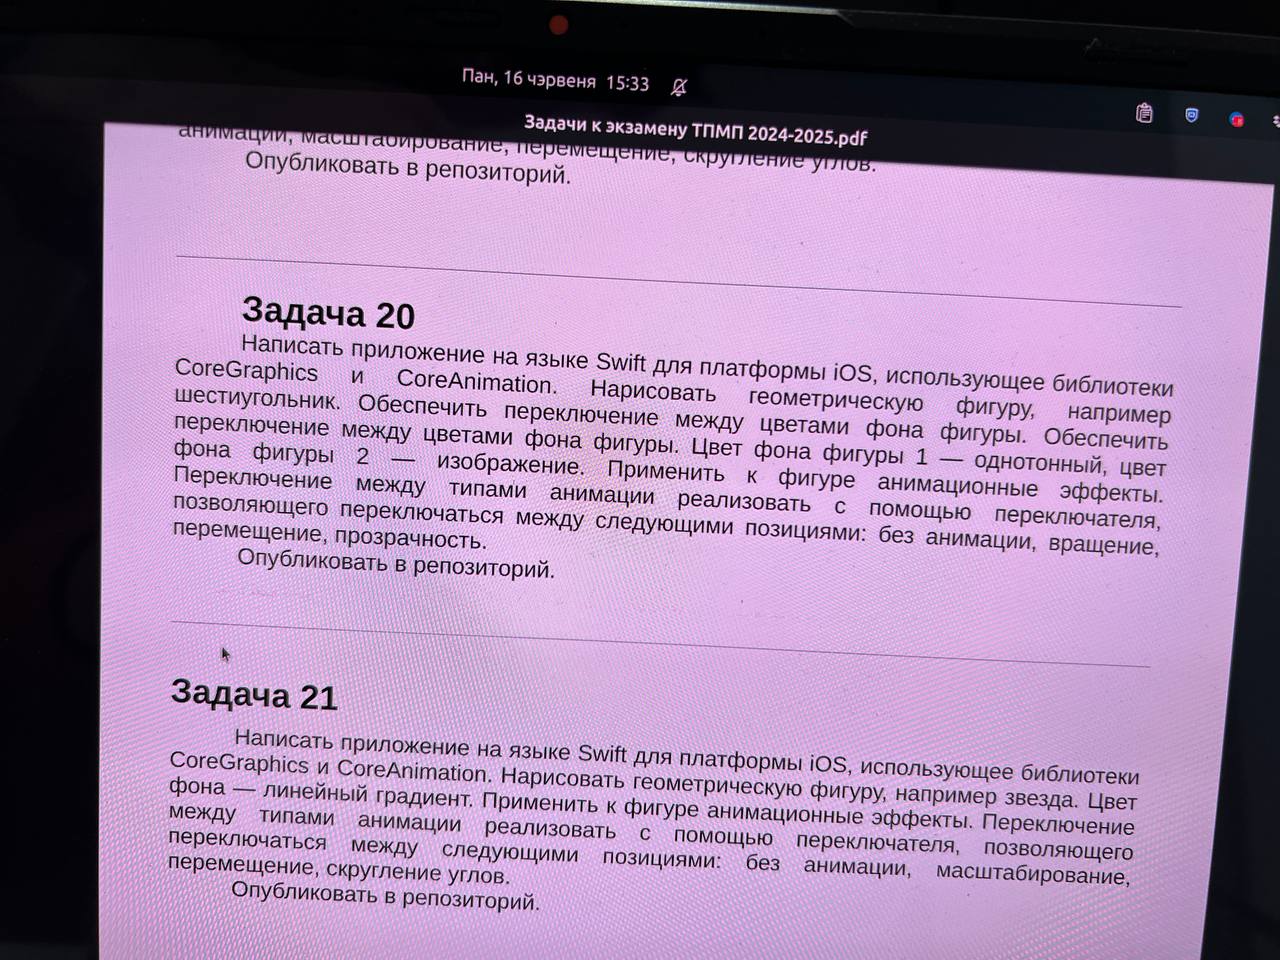 Пан, 16 чэрвеня 15:33
Задачи к экзамену ТПМП 2024-2025.pdf
анимации, масштабирование, перемещение, скругление углов.
Опубликовать в репозиторий.
Задача 20
Написать приложение на языке Swift для платформы iOS, использующее библиотеки
CoreGraphics и CoreAnimation. Нарисовать геометрическую фигуру, например
шестиугольник. Обеспечить переключение между цветами фона фигуры. Обеспечить
переключение между цветами фона фигуры. Цвет фона фигуры 1 — однотонный, цвет
фона фигуры 2 — изображение. Применить к фигуре анимационные эффекты.
Переключение между типами анимации реализовать с помощью переключателя,
позволяющего переключаться между следующими позициями: без анимации, вращение,
перемещение, прозрачность.
Опубликовать в репозиторий.
Задача 21
Написать приложение на языке Swift для платформы iOS, использующее библиотеки
CoreGraphics и CoreAnimation. Нарисовать геометрическую фигуру, например звезда. Цвет
фона — линейный градиент. Применить к фигуре анимационные эффекты. Переключение
между типами анимации реализовать с помощью переключателя, позволяющего
переключаться между следующими позициями: без анимации, масштабирование,
перемещение, скругление углов.
Опубликовать в репозиторий.